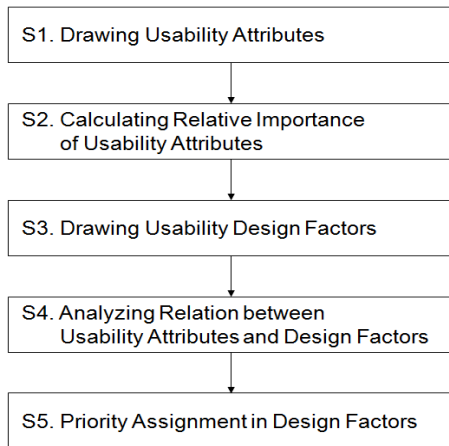 S1. Drawing Usability Attributes
S2. Calculating Relative Importance
of Usability Attributes
S3. Drawing Usability Design Factors
S4. Analyzing Relation between
Usability Attributes and Design Factors
S5. Priority Assignment in Design Factors